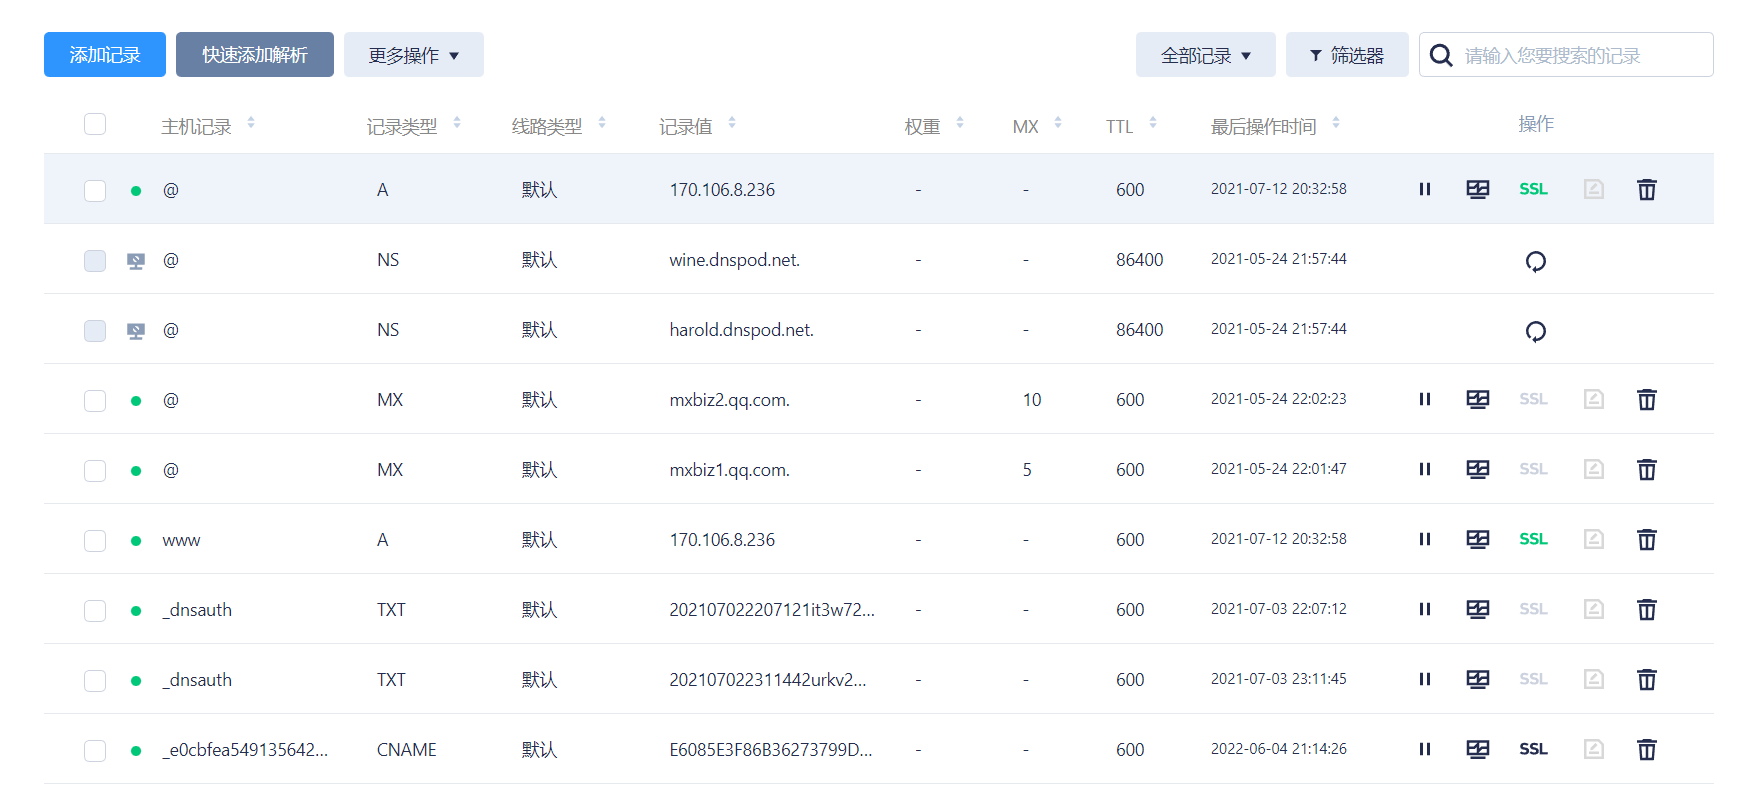 添加记录 快速添加解析 更多操作 全部记录 筛选器 请输入您要搜索的记录
主机记录 记录类型 线路类型 记录值 权重 MX TTL 最后操作时间 操作
@ A 默认 170.106.8.236 - - 600 2021-07-12 20:32:58 SSL
@ NS 默认 wine.dnspod.net. - - 86400 2021-05-24 21:57:44
@ NS 默认 harold.dnspod.net. - - 86400 2021-05-24 21:57:44
@ MX 默认 mxbiz2.qq.com. - 10 600 2021-05-24 22:02:23 SSL
@ MX 默认 mxbiz1.qq.com. - 5 600 2021-05-24 22:01:47 SSL
www A 默认 170.106.8.236 - - 600 2021-07-12 20:32:58 SSL
_dnsauth TXT 默认 202107022207121it3w72... - - 600 2021-07-03 22:07:12 SSL
_dnsauth TXT 默认 202107022311442urkv2... - - 600 2021-07-03 23:11:45 SSL
_e0cbfea549135642... CNAME 默认 E6085E3F86B36273799D... - - 600 2022-06-04 21:14:26 SSL